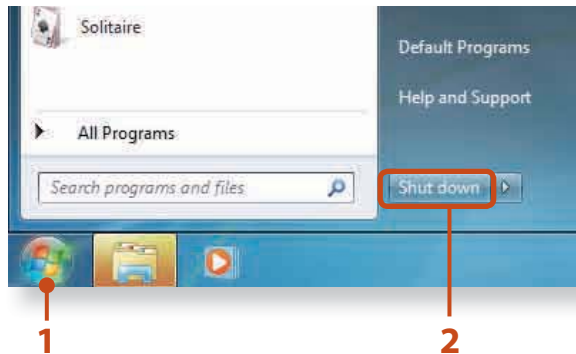 Solitaire
Default Programs
Help and Support
All Programs
Search programs and files
Shut down
1
2